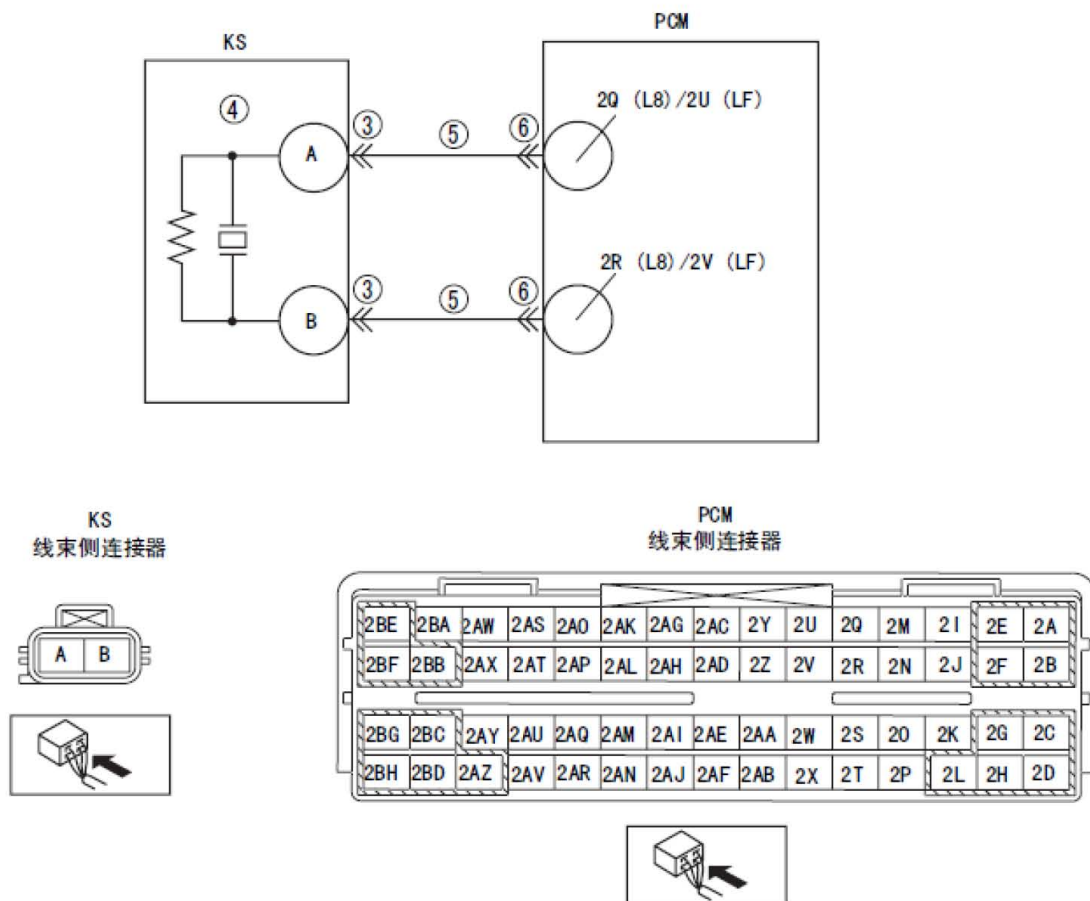 KS
PCM
④
③
⑤
⑥
2Q (L8)/2U (LF)
A
2R (L8)/2V (LF)
③
⑤
⑥
B
KS
线束侧连接器
PCM
线束侧连接器
A B
2BE 2BA 2AW 2AS 2AO 2AK 2AG 2AC 2Y 2U 2Q 2M 2I 2E 2A
2BF 2BB 2AX 2AT 2AP 2AL 2AH 2AD 2Z 2V 2R 2N 2J 2F 2B
2BG 2BC 2AY 2AU 2AQ 2AM 2AI 2AE 2AA 2W 2S 2O 2K 2G 2C
2BH 2BD 2AZ 2AV 2AR 2AN 2AJ 2AF 2AB 2X 2T 2P 2L 2H 2D